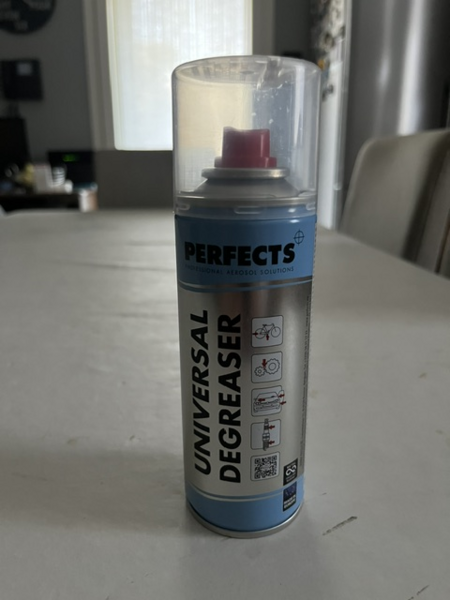 PERFECTS
PROFESSIONAL AEROSOL SOLUTIONS
UNIVERSAL
DEGREASER